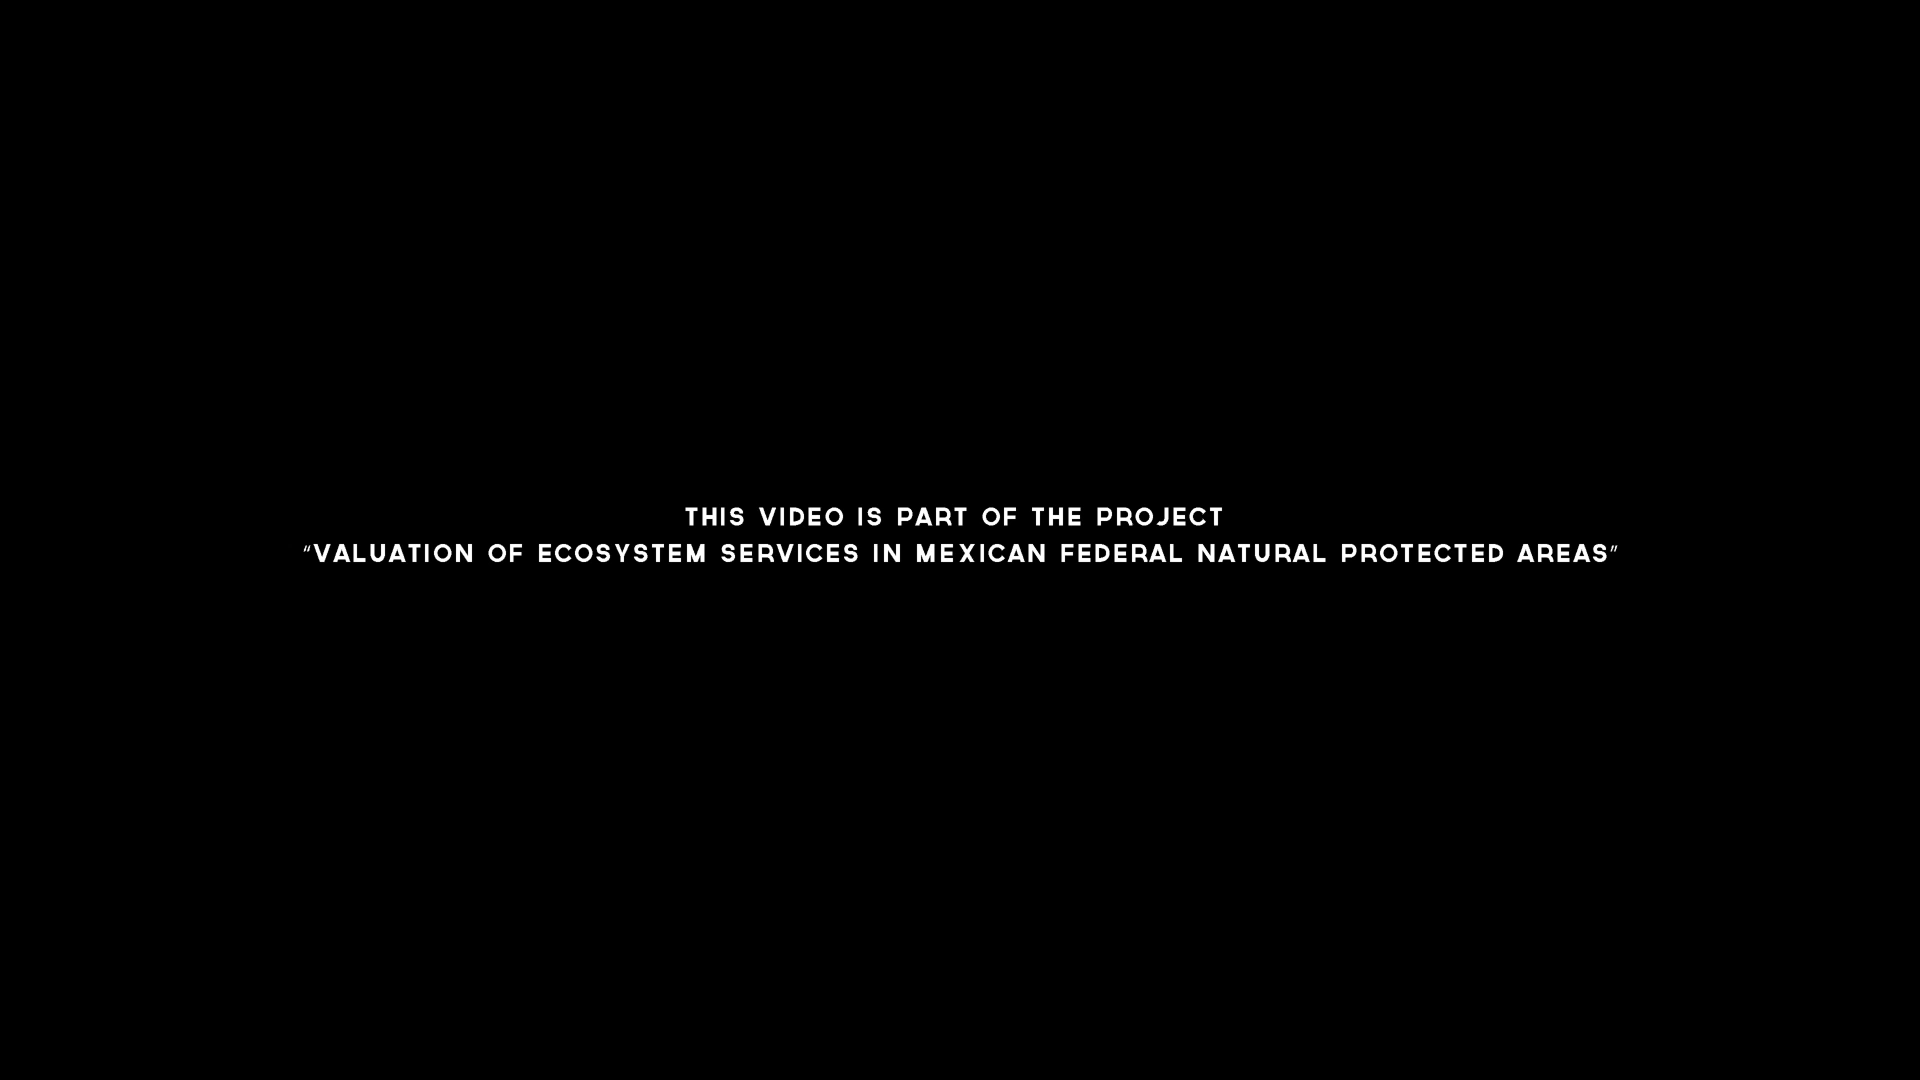 THIS VIDEO IS PART OF THE PROJECT
“VALUATION OF ECOSYSTEM SERVICES IN MEXICAN FEDERAL NATURAL PROTECTED AREAS”